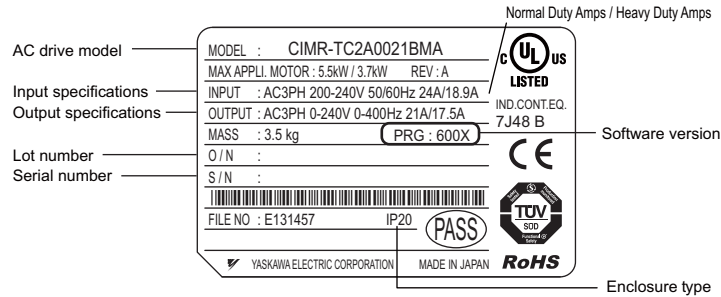 Normal Duty Amps / Heavy Duty Amps
AC drive model
MODEL : CIMR-TC2A0021BMA
MAX APPLI. MOTOR : 5.5kW / 3.7kW REV : A
Input specifications
INPUT : AC3PH 200-240V 50/60Hz 24A/18.9A
Output specifications
OUTPUT : AC3PH 0-240V 0-400Hz 21A/17.5A
MASS : 3.5 kg PRG : 600X
Software version
Lot number
O / N :
Serial number
S / N :
FILE NO : E131457 IP20
PASS
YASKAWA ELECTRIC CORPORATION MADE IN JAPAN
C UL US
LISTED
IND.CONT.EQ.
7J48 B
CE
TÜV
SÜD
Functional
Safety
RoHS
Enclosure type